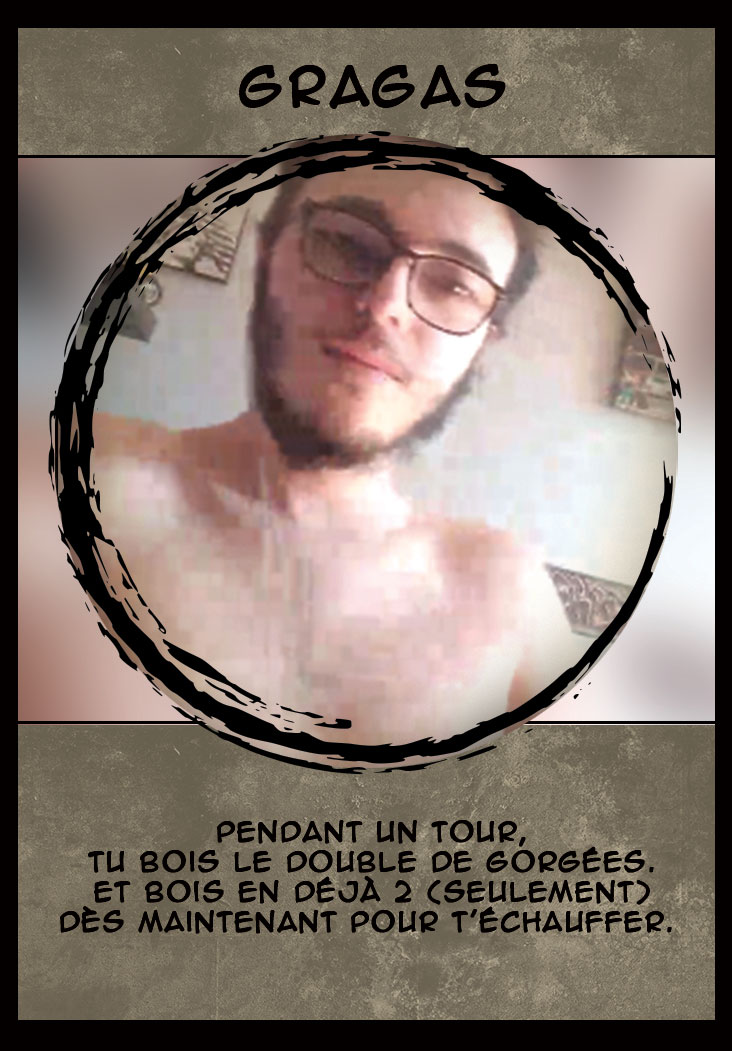 GRAGAS
PENDANT UN TOUR,
TU BOIS LE DOUBLE DE GORGÉES.
ET BOIS EN DÉJÀ 2 (SEULEMENT)
DÈS MAINTENANT POUR T'ÉCHAUFFER.